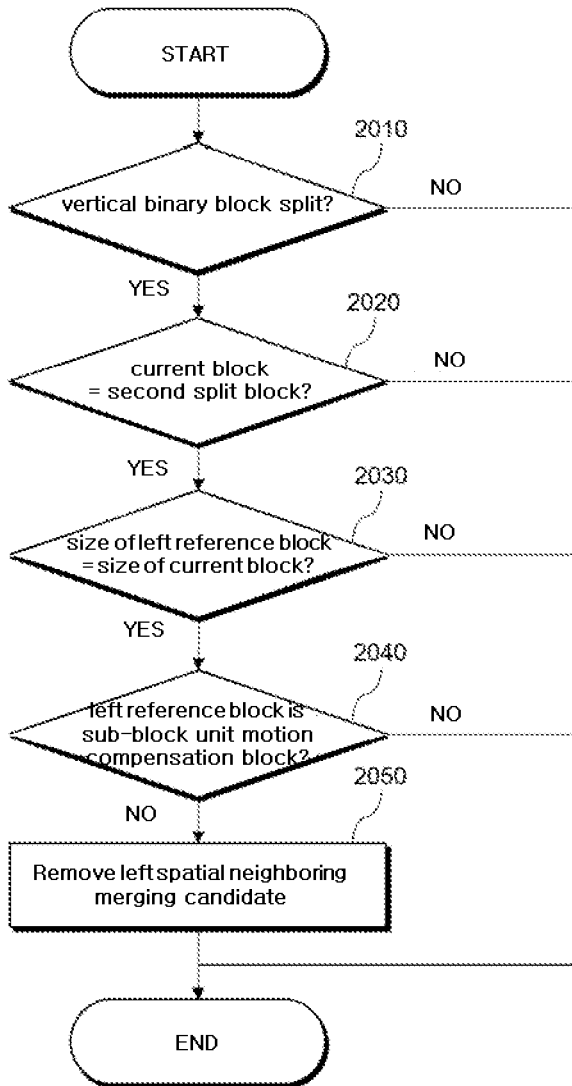 START
2010
vertical binary block split?
NO
YES
2020
current block
= second split block?
NO
YES
2030
size of left reference block
= size of current block?
NO
YES
2040
left reference block is
sub-block unit motion
compensation block?
NO
NO
2050
Remove left spatial neighboring
merging candidate
END